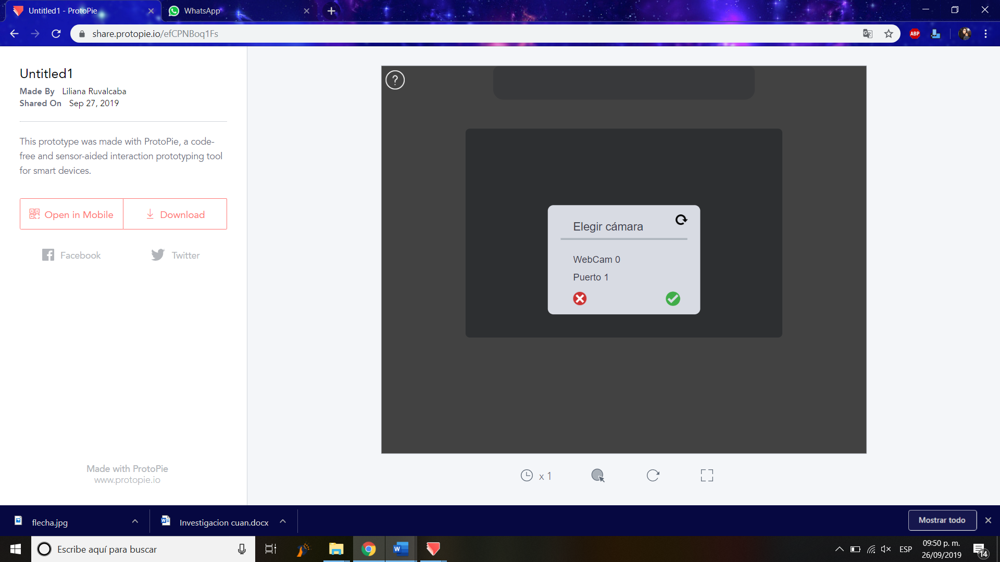 Untitled1 - ProtoPie
WhatsApp
share.protopie.io/efCPNBoq1Fs
ABP
Untitled1
Made By Liliana Ruvalcaba
Shared On Sep 27, 2019
This prototype was made with ProtoPie, a code-
free and sensor-aided interaction prototyping tool
for smart devices.
Open in Mobile
Download
Facebook
Twitter
Made with ProtoPie
www.protopie.io
?
Elegir cámara
WebCam 0
Puerto 1
x 1
flecha.jpg
Investigacion cuan.docx
Mostrar todo
Escribe aquí para buscar
ESP
09:50 p. m.
26/09/2019
14